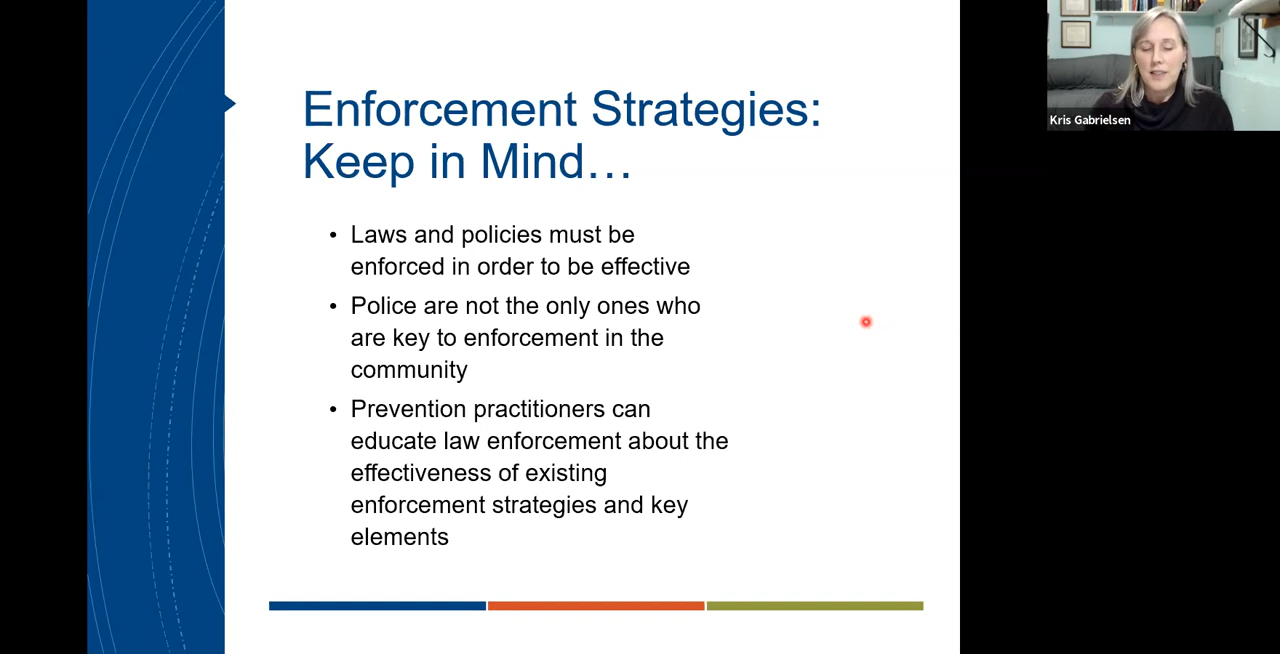 Enforcement Strategies:
Keep in Mind…
• Laws and policies must be
enforced in order to be effective
• Police are not the only ones who
are key to enforcement in the
community
• Prevention practitioners can
educate law enforcement about the
effectiveness of existing
enforcement strategies and key
elements
Kris Gabrielsen